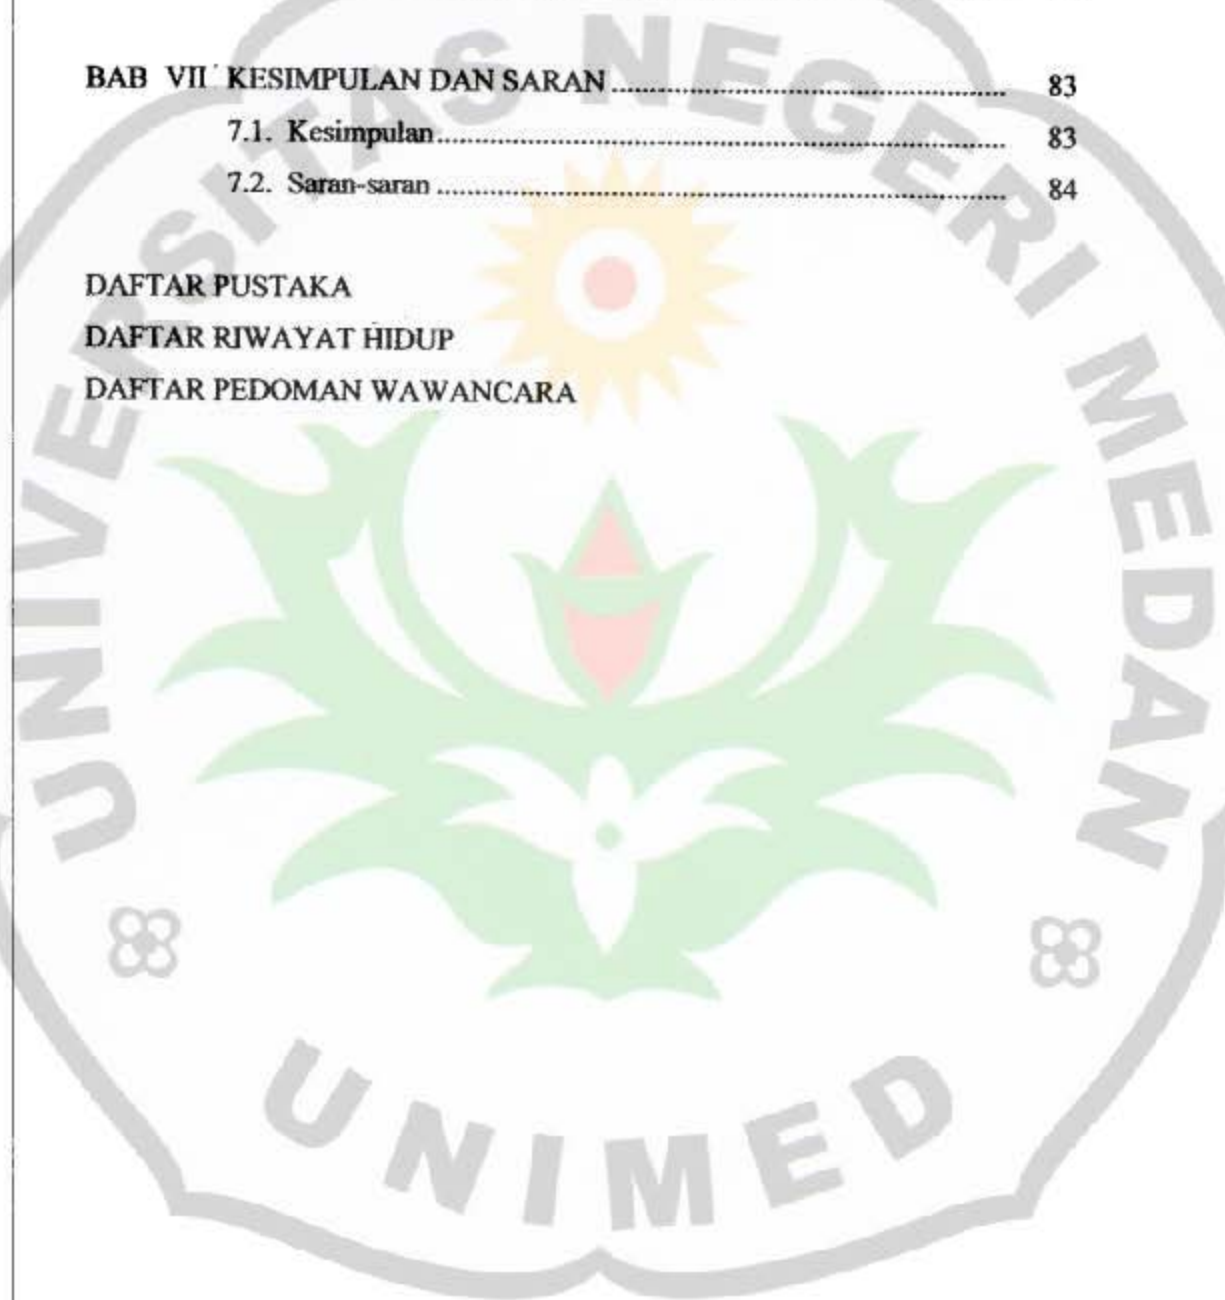 BAB VII KESIMPULAN DAN SARAN ........................................................ 83
7.1. Kesimpulan ................................................................................ 83
7.2. Saran-saran ................................................................................ 84
DAFTAR PUSTAKA
DAFTAR RIWAYAT HIDUP
DAFTAR PEDOMAN WAWANCARA
UNIVERSITAS NEGERI MEDAN
UNIMED